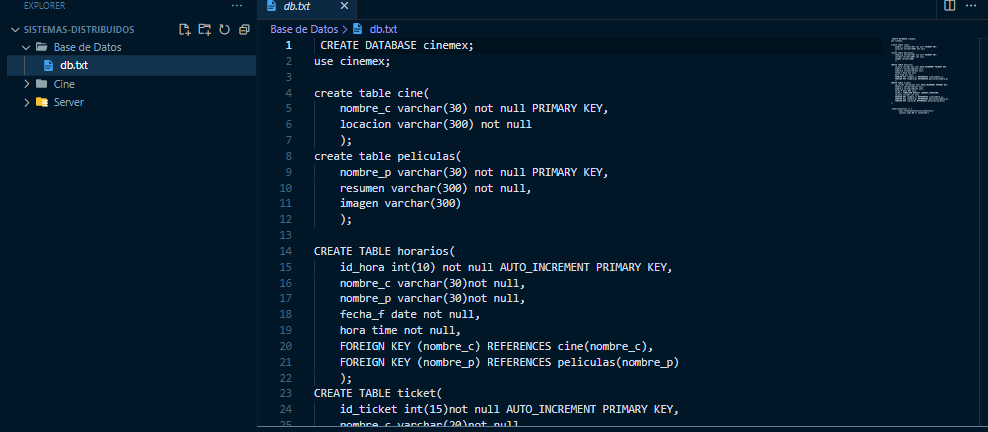 EXPLORER
SISTEMAS-DISTRIBUIDOS
Base de Datos
db.txt
Cine
Server
db.txt
Base de Datos > db.txt
1 CREATE DATABASE cinemex;
2 use cinemex;
3
4 create table cine(
5 nombre_c varchar(30) not null PRIMARY KEY,
6 locacion varchar(300) not null
7 );
8 create table peliculas(
9 nombre_p varchar(30) not null PRIMARY KEY,
10 resumen varchar(300) not null,
11 imagen varchar(300)
12 );
13
14 CREATE TABLE horarios(
15 id_hora int(10) not null AUTO_INCREMENT PRIMARY KEY,
16 nombre_c varchar(30)not null,
17 nombre_p varchar(30)not null,
18 fecha_f date not null,
19 hora time not null,
20 FOREIGN KEY (nombre_c) REFERENCES cine(nombre_c),
21 FOREIGN KEY (nombre_p) REFERENCES peliculas(nombre_p)
22 );
23 CREATE TABLE ticket(
24 id_ticket int(15)not null AUTO_INCREMENT PRIMARY KEY,
25 nombre_c varchar(20)not null